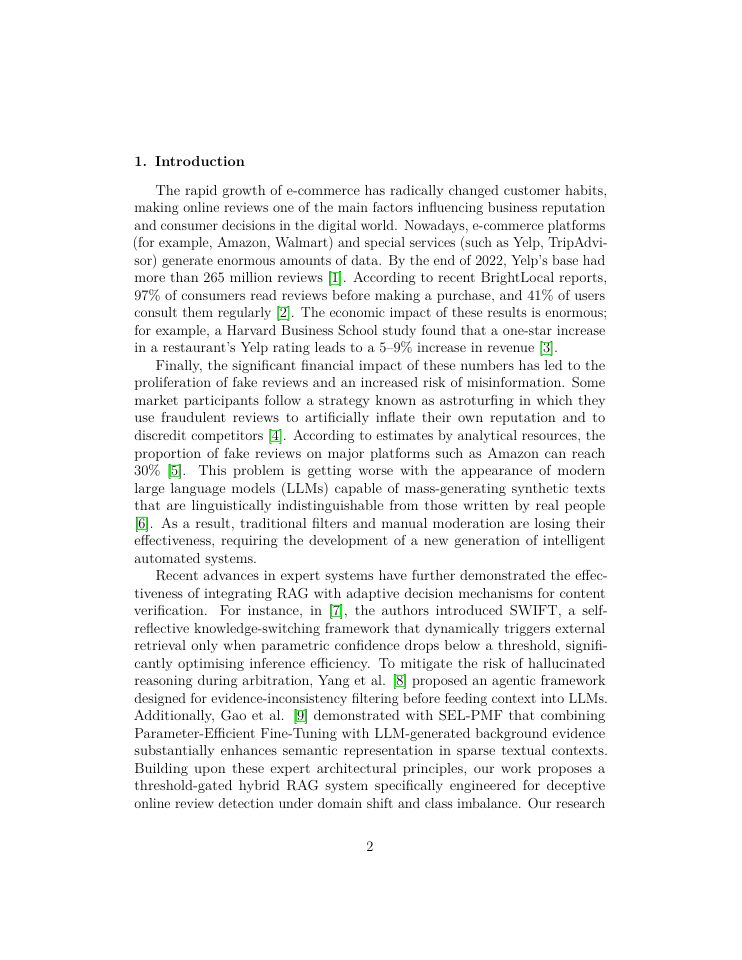 1. Introduction
The rapid growth of e-commerce has radically changed customer habits,
making online reviews one of the main factors influencing business reputation
and consumer decisions in the digital world. Nowadays, e-commerce platforms
(for example, Amazon, Walmart) and special services (such as Yelp, TripAdvi-
sor) generate enormous amounts of data. By the end of 2022, Yelp's base had
more than 265 million reviews [1]. According to recent BrightLocal reports,
97% of consumers read reviews before making a purchase, and 41% of users
consult them regularly [2]. The economic impact of these results is enormous;
for example, a Harvard Business School study found that a one-star increase
in a restaurant's Yelp rating leads to a 5–9% increase in revenue [3].
Finally, the significant financial impact of these numbers has led to the
proliferation of fake reviews and an increased risk of misinformation. Some
market participants follow a strategy known as astroturfing in which they
use fraudulent reviews to artificially inflate their own reputation and to
discredit competitors [4]. According to estimates by analytical resources, the
proportion of fake reviews on major platforms such as Amazon can reach
30% [5]. This problem is getting worse with the appearance of modern
large language models (LLMs) capable of mass-generating synthetic texts
that are linguistically indistinguishable from those written by real people
[6]. As a result, traditional filters and manual moderation are losing their
effectiveness, requiring the development of a new generation of intelligent
automated systems.
Recent advances in expert systems have further demonstrated the effec-
tiveness of integrating RAG with adaptive decision mechanisms for content
verification. For instance, in [7], the authors introduced SWIFT, a self-
reflective knowledge-switching framework that dynamically triggers external
retrieval only when parametric confidence drops below a threshold, signifi-
cantly optimising inference efficiency. To mitigate the risk of hallucinated
reasoning during arbitration, Yang et al. [8] proposed an agentic framework
designed for evidence-inconsistency filtering before feeding context into LLMs.
Additionally, Gao et al. [9] demonstrated with SEL-PMF that combining
Parameter-Efficient Fine-Tuning with LLM-generated background evidence
substantially enhances semantic representation in sparse textual contexts.
Building upon these expert architectural principles, our work proposes a
threshold-gated hybrid RAG system specifically engineered for deceptive
online review detection under domain shift and class imbalance. Our research
2